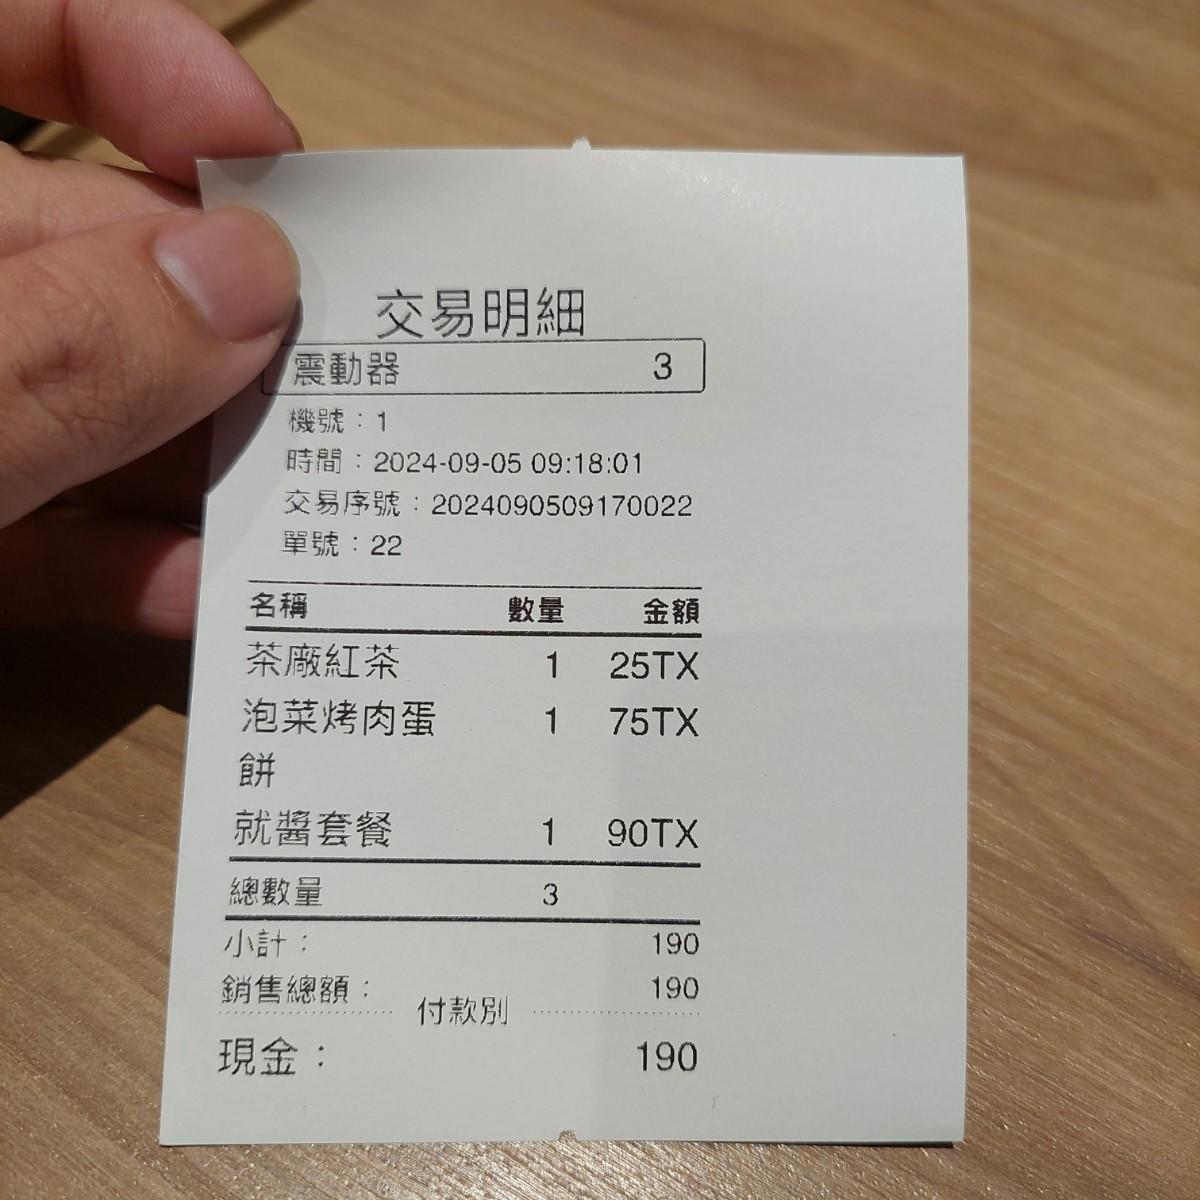 交易明細
震動器 3
機號：1
時間：2024-09-05 09:18:01
交易序號：2024090509170022
單號：22
名稱 數量 金額
茶廠紅茶 1 25TX
泡菜烤肉蛋 1 75TX
餅
就醬套餐 1 90TX
總數量 3
小計： 190
銷售總額： 190
付款別
現金： 190